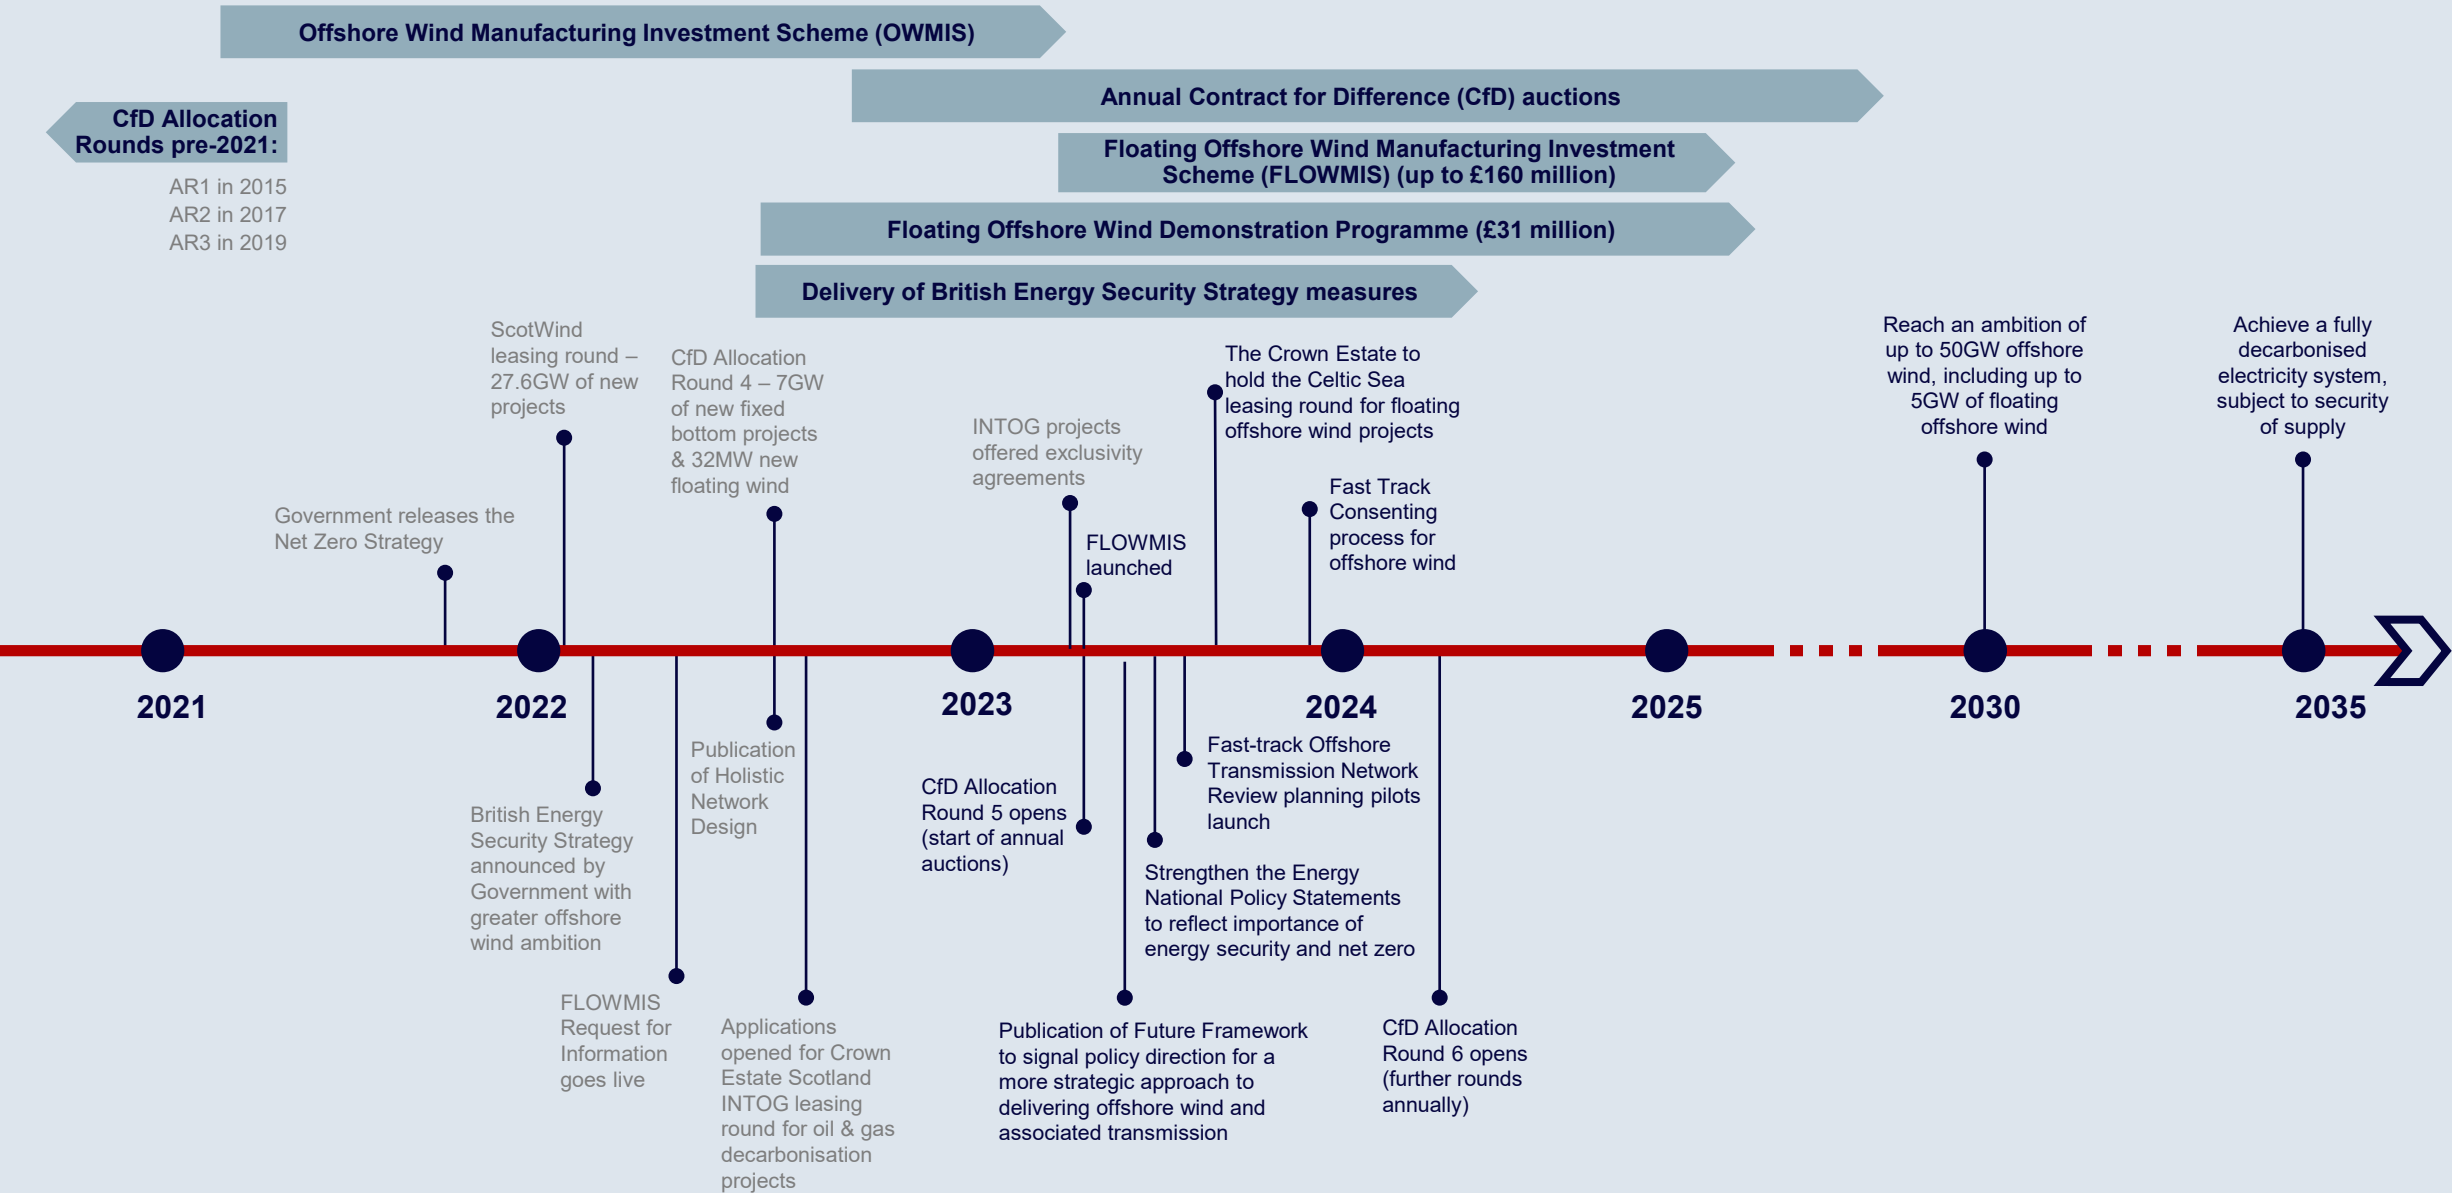 Offshore Wind Manufacturing Investment Scheme (OWMIS)
Annual Contract for Difference (CfD) auctions
CfD Allocation
Rounds pre-2021:
AR1 in 2015
AR2 in 2017
AR3 in 2019
Floating Offshore Wind Manufacturing Investment
Scheme (FLOWMIS) (up to £160 million)
Floating Offshore Wind Demonstration Programme (£31 million)
Delivery of British Energy Security Strategy measures
Government releases the
Net Zero Strategy
ScotWind
leasing round –
27.6GW of new
projects
CfD Allocation
Round 4 – 7GW
of new fixed
bottom projects
& 32MW new
floating wind
INTOG projects
offered exclusivity
agreements
FLOWMIS
launched
The Crown Estate to
hold the Celtic Sea
leasing round for floating
offshore wind projects
Fast Track
Consenting
process for
offshore wind
Reach an ambition of
up to 50GW offshore
wind, including up to
5GW of floating
offshore wind
Achieve a fully
decarbonised
electricity system,
subject to security
of supply
2021
2022
2023
2024
2025
2030
2035
British Energy
Security Strategy
announced by
Government with
greater offshore
wind ambition
FLOWMIS
Request for
Information
goes live
Publication
of Holistic
Network
Design
Applications
opened for Crown
Estate Scotland
INTOG leasing
round for oil & gas
decarbonisation
projects
CfD Allocation
Round 5 opens
(start of annual
auctions)
Publication of Future Framework
to signal policy direction for a
more strategic approach to
delivering offshore wind and
associated transmission
Strengthen the Energy
National Policy Statements
to reflect importance of
energy security and net zero
Fast-track Offshore
Transmission Network
Review planning pilots
launch
CfD Allocation
Round 6 opens
(further rounds
annually)